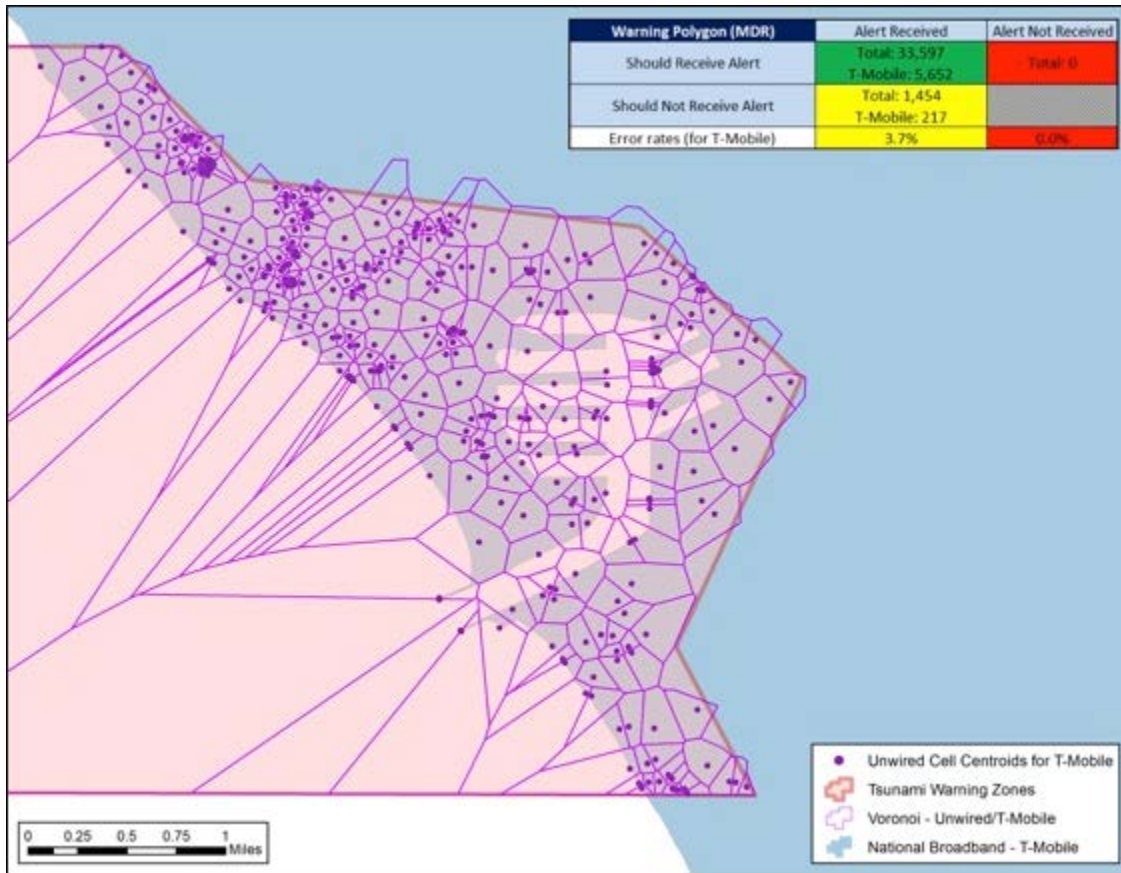 Warning Polygon (MDR) Alert Received Alert Not Received
Should Receive Alert Total: 33,597 Total: 0
T-Mobile: 5,652
Should Not Receive Alert Total: 1,454
T-Mobile: 217
Error rates (for T-Mobile) 3.7% 0.0%
Unwired Cell Centroids for T-Mobile
Tsunami Warning Zones
Voronoi - Unwired/T-Mobile
National Broadband - T-Mobile
0 0.25 0.5 0.75 1
Miles